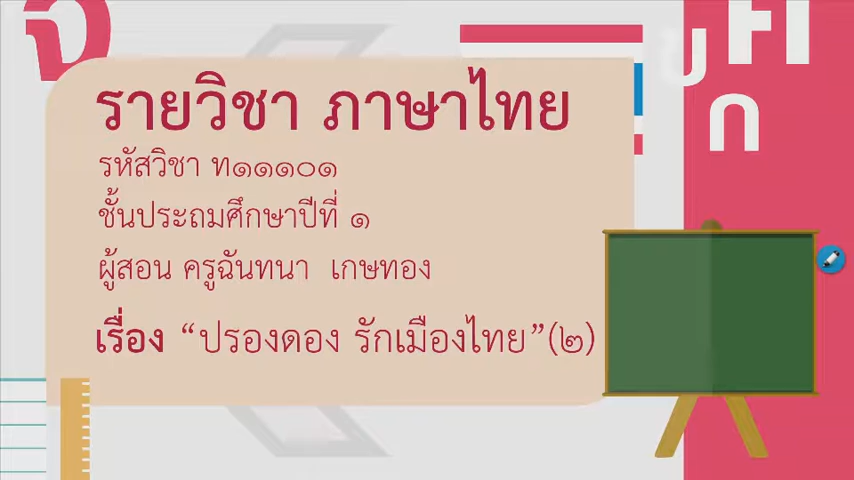 รายวิชา ภาษาไทย
รหัสวิชา ท๑๑๑๐๑
ชั้นประถมศึกษาปีที่ ๑
ผู้สอน ครูฉันทนา เกษทอง
เรื่อง “ปรองดอง รักเมืองไทย”(๒)